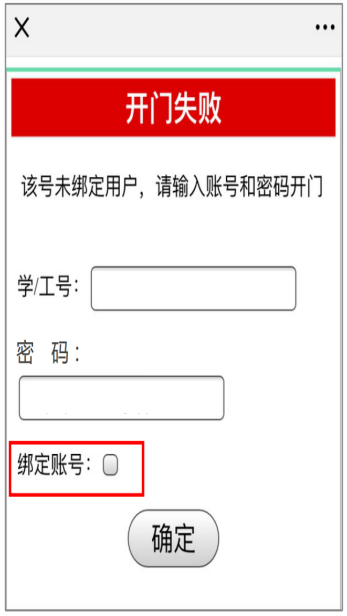 开门失败
该号未绑定用户，请输入账号和密码开门
学/工号：
密 码：
绑定账号：
确定